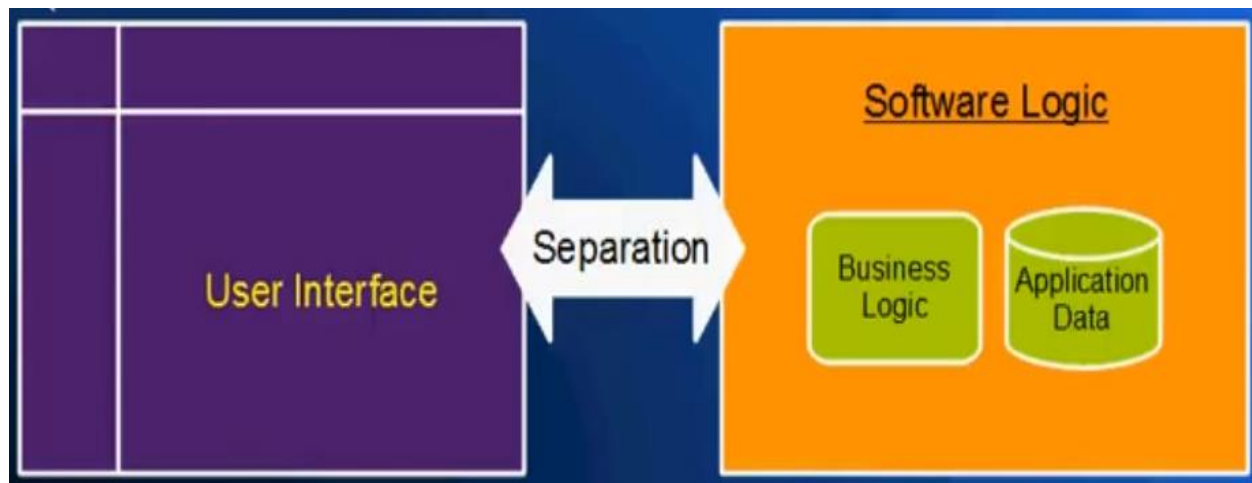 User Interface
Separation
Software Logic
Business
Logic
Application
Data